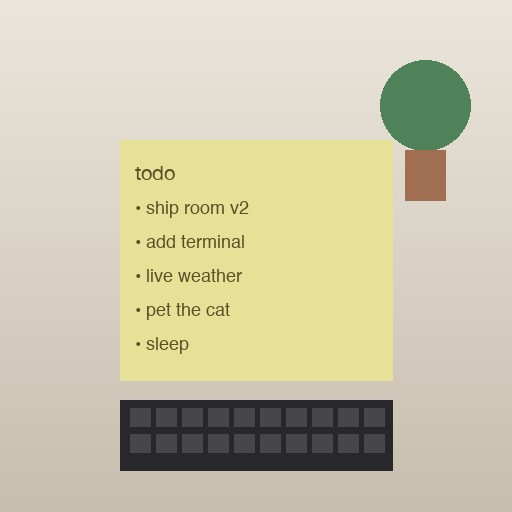 todo
• ship room v2
• add terminal
• live weather
• pet the cat
• sleep